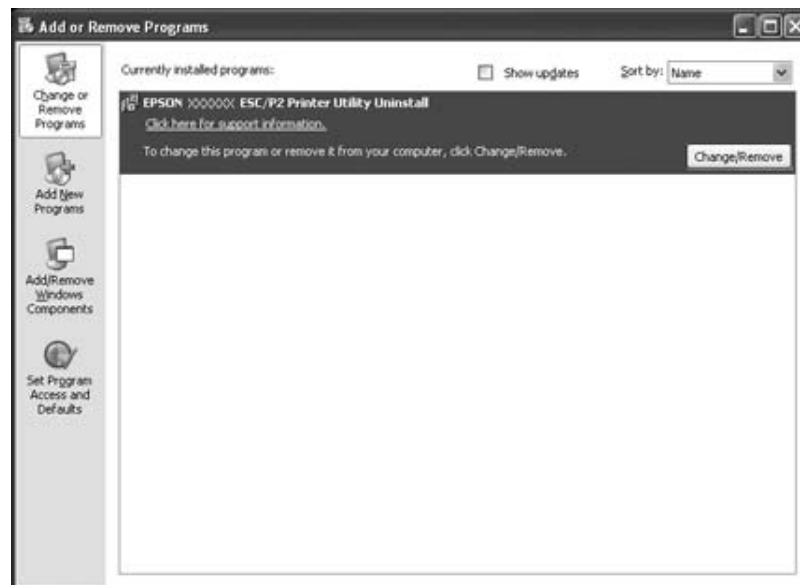 Add or Remove Programs
Change or
Remove
Programs
Add New
Programs
Add/Remove
Windows
Components
Set Program
Access and
Defaults
Currently installed programs:
Show updates
Sort by: Name
EPSON XXXXXX ESC/P2 Printer Utility Uninstall
Click here for support information.
To change this program or remove it from your computer, click Change/Remove.
Change/Remove